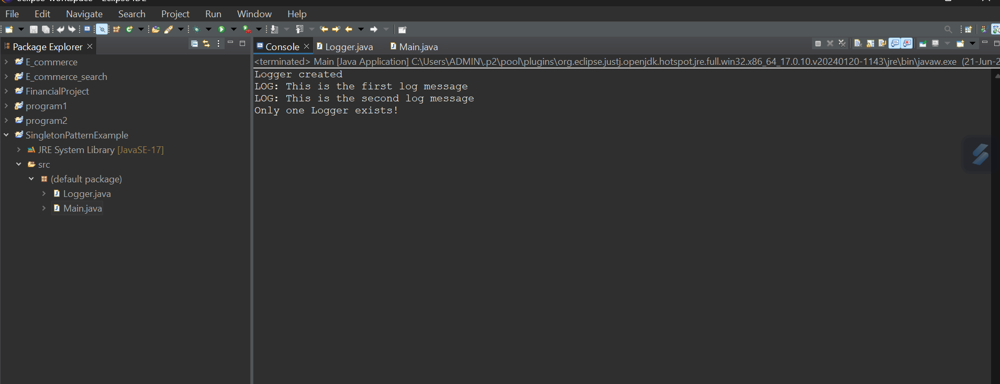 File Edit Navigate Search Project Run Window Help
Package Explorer
Console Logger.java Main.java
E_commerce
E_commerce_search
FinancialProject
program1
program2
SingletonPatternExample
JRE System Library [JavaSE-17]
src
(default package)
Logger.java
Main.java
<terminated> Main [Java Application] C:\Users\ADMIN\.p2\pool\plugins\org.eclipse.justj.openjdk.hotspot.jre.full.win32.x86_64_17.0.10.v20240120-1143\jre\bin\javaw.exe (21-Jun-2
Logger created
LOG: This is the first log message
LOG: This is the second log message
Only one Logger exists!